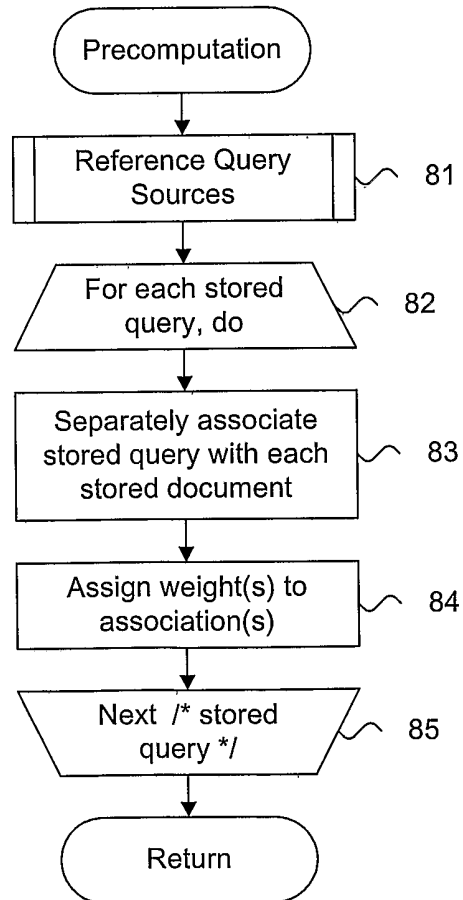 Precomputation
Reference Query
Sources
81
For each stored
query, do
82
Separately associate
stored query with each
stored document
83
Assign weight(s) to
association(s)
84
Next /* stored
query */
85
Return